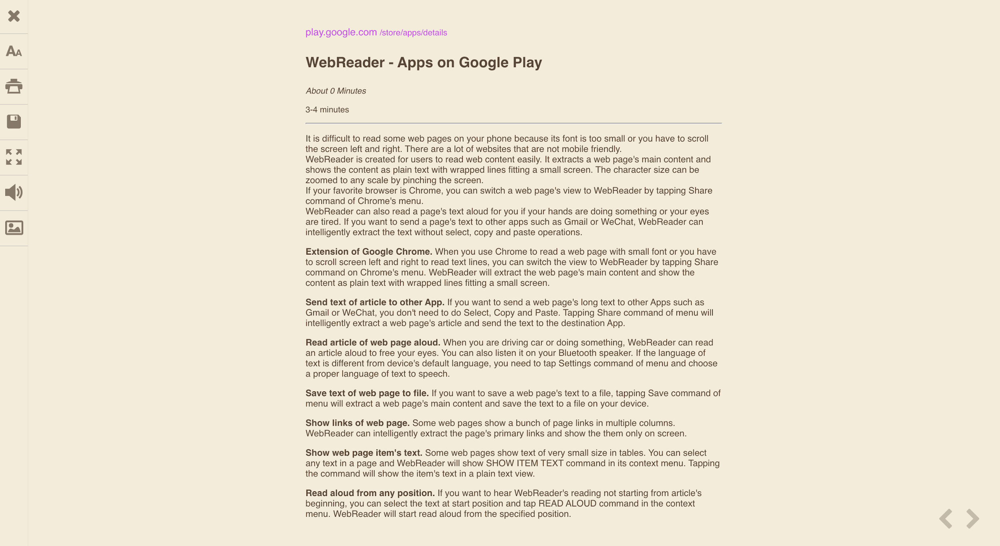 play.google.com /store/apps/details
WebReader - Apps on Google Play
About 0 Minutes
3-4 minutes
It is difficult to read some web pages on your phone because its font is too small or you have to scroll
the screen left and right. There are a lot of websites that are not mobile friendly.
WebReader is created for users to read web content easily. It extracts a web page's main content and
shows the content as plain text with wrapped lines fitting a small screen. The character size can be
zoomed to any scale by pinching the screen.
If your favorite browser is Chrome, you can switch a web page's view to WebReader by tapping Share
command of Chrome's menu.
WebReader can also read a page's text aloud for you if your hands are doing something or your eyes
are tired. If you want to send a page's text to other apps such as Gmail or WeChat, WebReader can
intelligently extract the text without select, copy and paste operations.
Extension of Google Chrome. When you use Chrome to read a web page with small font or you have
to scroll screen left and right to read text lines, you can switch the view to WebReader by tapping Share
command on Chrome's menu. WebReader will extract the web page's main content and show the
content as plain text with wrapped lines fitting a small screen.
Send text of article to other App. If you want to send a web page's long text to other Apps such as
Gmail or WeChat, you don't need to do Select, Copy and Paste. Tapping Share command of menu will
intelligently extract a web page's article and send the text to the destination App.
Read article of web page aloud. When you are driving car or doing something, WebReader can read
an article aloud to free your eyes. You can also listen it on your Bluetooth speaker. If the language of
text is different from device's default language, you need to tap Settings command of menu and choose
a proper language of text to speech.
Save text of web page to file. If you want to save a web page's text to a file, tapping Save command of
menu will extract a web page's main content and save the text to a file on your device.
Show links of web page. Some web pages show a bunch of page links in multiple columns.
WebReader can intelligently extract the page's primary links and show the them only on screen.
Show web page item's text. Some web pages show text of very small size in tables. You can select
any text in a page and WebReader will show SHOW ITEM TEXT command in its context menu. Tapping
the command will show the item's text in a plain text view.
Read aloud from any position. If you want to hear WebReader's reading not starting from article's
beginning, you can select the text at start position and tap READ ALOUD command in the context
menu. WebReader will start read aloud from the specified position.